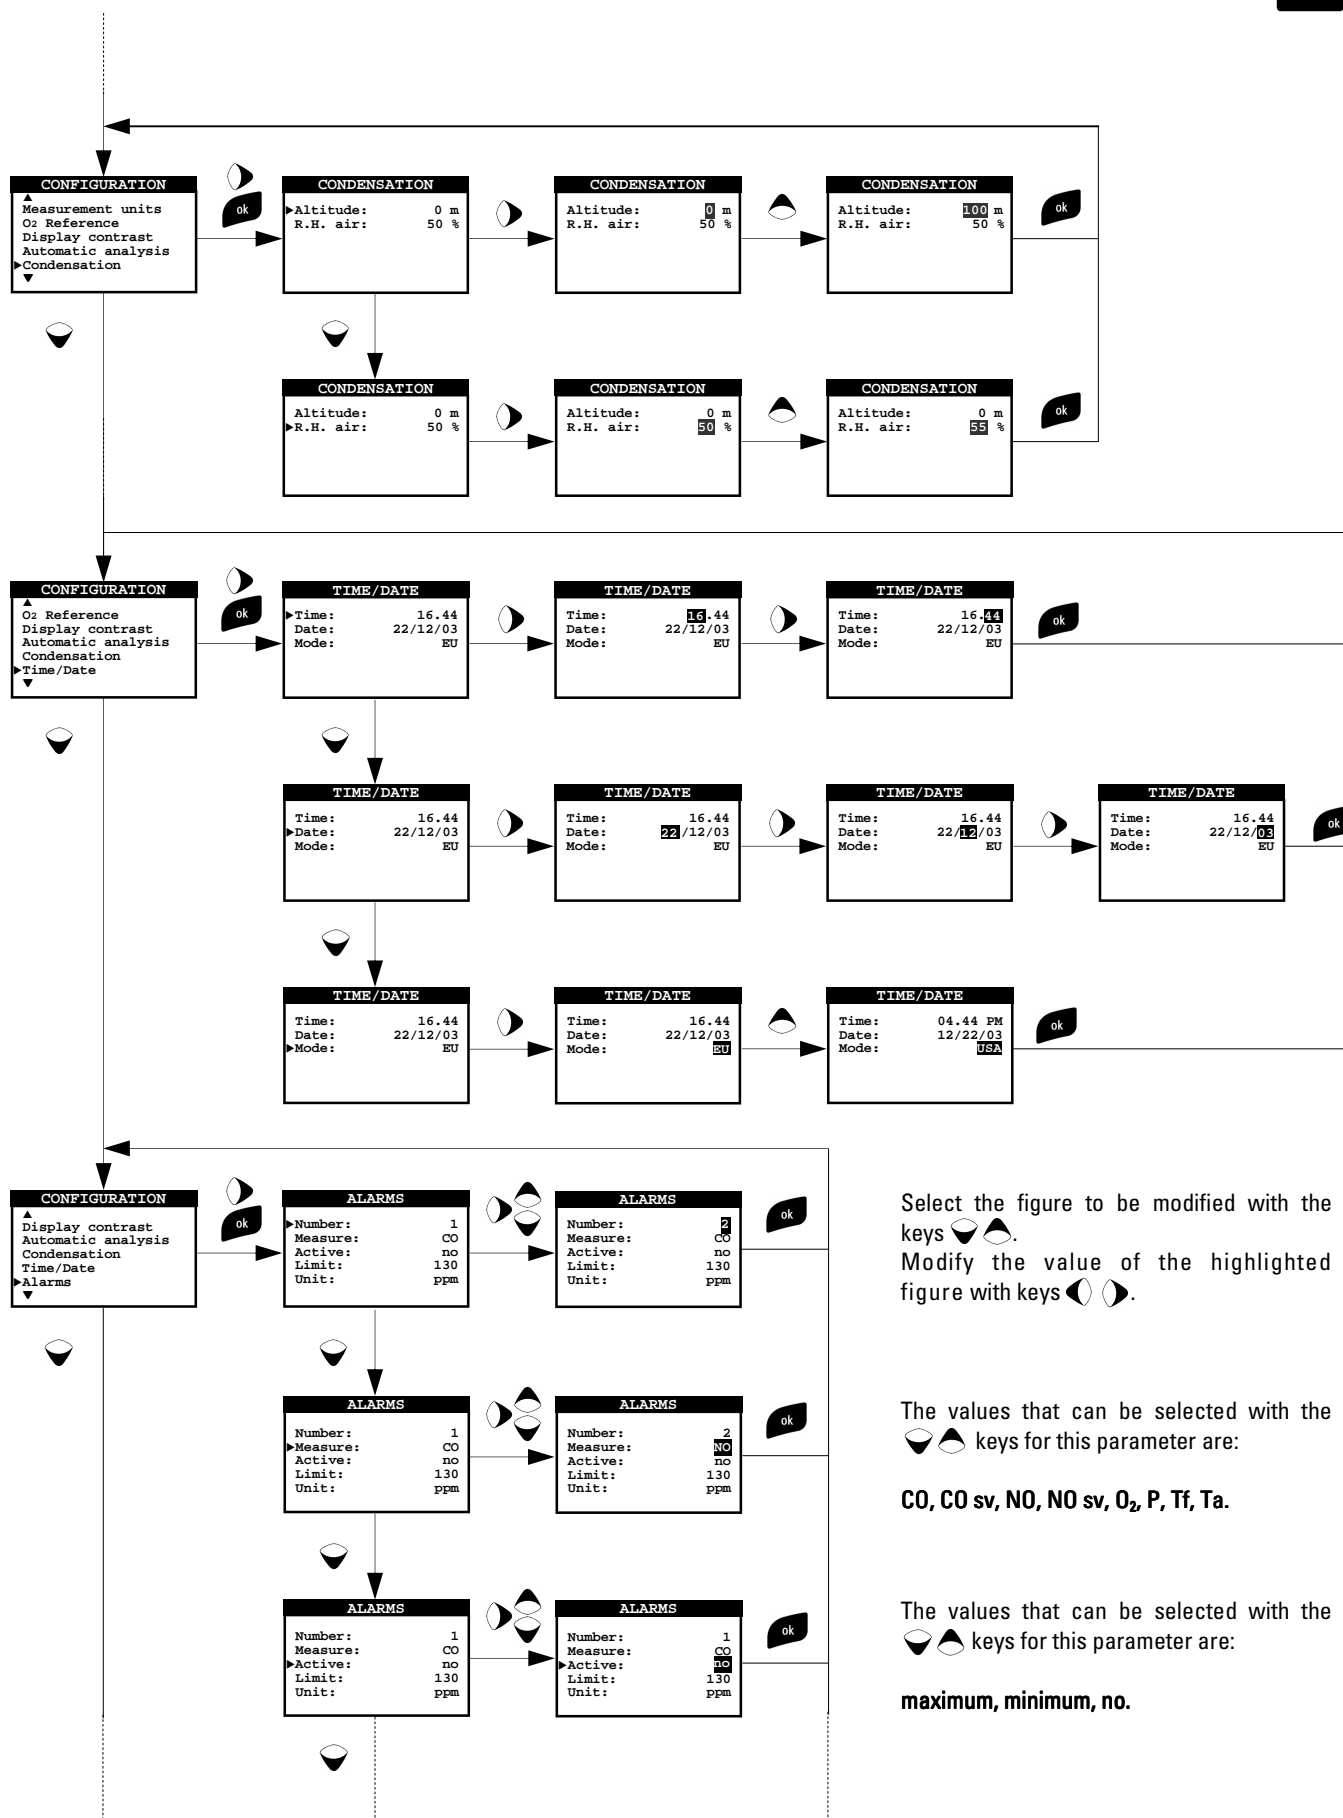 CONFIGURATION
▲
Measurement units
O2 Reference
Display contrast
Automatic analysis
▶Condensation
▼
ok
CONDENSATION
▶Altitude: 0 m
R.H. air: 50 %
CONDENSATION
Altitude: 0 m
R.H. air: 50 %
CONDENSATION
Altitude: 100 m
R.H. air: 50 %
ok
CONDENSATION
Altitude: 0 m
▶R.H. air: 50 %
CONDENSATION
Altitude: 0 m
R.H. air: 50 %
CONDENSATION
Altitude: 0 m
R.H. air: 55 %
ok
CONFIGURATION
▲
O2 Reference
Display contrast
Automatic analysis
Condensation
▶Time/Date
▼
ok
TIME/DATE
▶Time: 16.44
Date: 22/12/03
Mode: EU
TIME/DATE
Time: 16.44
Date: 22/12/03
Mode: EU
TIME/DATE
Time: 16.44
Date: 22/12/03
Mode: EU
ok
TIME/DATE
Time: 16.44
▶Date: 22/12/03
Mode: EU
TIME/DATE
Time: 16.44
Date: 22/12/03
Mode: EU
TIME/DATE
Time: 16.44
Date: 22/12/03
Mode: EU
TIME/DATE
Time: 16.44
Date: 22/12/03
Mode: EU
ok
TIME/DATE
Time: 16.44
Date: 22/12/03
▶Mode: EU
TIME/DATE
Time: 16.44
Date: 22/12/03
Mode: EU
TIME/DATE
Time: 04.44 PM
Date: 12/22/03
Mode: USA
ok
CONFIGURATION
▲
Display contrast
Automatic analysis
Condensation
Time/Date
▶Alarms
▼
ok
ALARMS
▶Number: 1
Measure: CO
Active: no
Limit: 130
Unit: ppm
ALARMS
Number: 2
Measure: CO
Active: no
Limit: 130
Unit: ppm
ok
Select the figure to be modified with the
keys .
Modify the value of the highlighted
figure with keys .
ALARMS
Number: 1
▶Measure: CO
Active: no
Limit: 130
Unit: ppm
ALARMS
Number: 2
Measure: NO
Active: no
Limit: 130
Unit: ppm
ok
The values that can be selected with the
keys for this parameter are:
CO, CO sv, NO, NO sv, O₂, P, Tf, Ta.
ALARMS
Number: 1
Measure: CO
▶Active: no
Limit: 130
Unit: ppm
ALARMS
Number: 1
Measure: CO
▶Active: no
Limit: 130
Unit: ppm
ok
The values that can be selected with the
keys for this parameter are:
maximum, minimum, no.